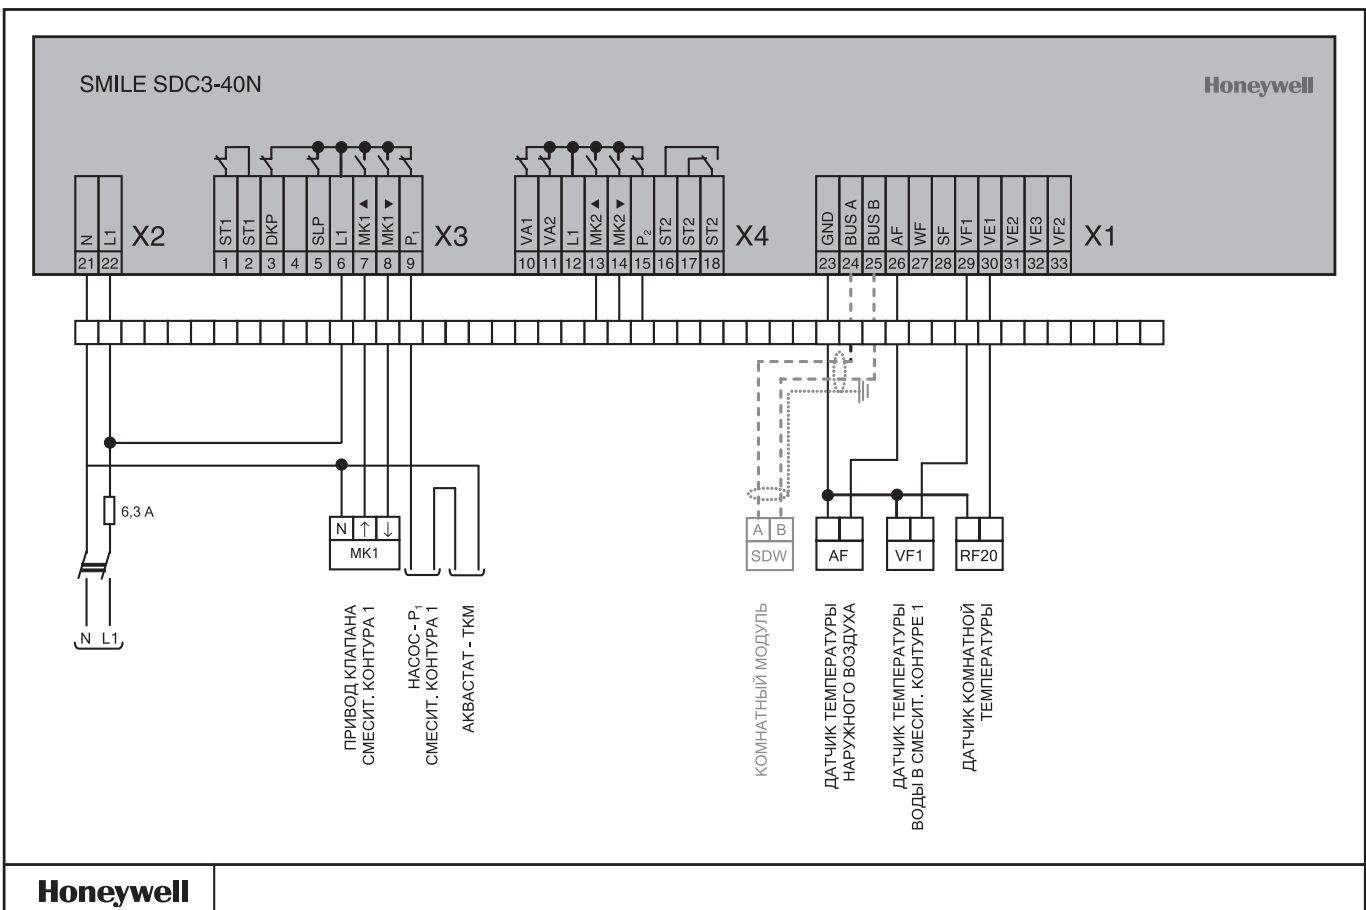 SMILE SDC3-40N
Honeywell
N L1
21 22
X2
ST1 ST1 DKP SLP L1 MK1 ◄ MK1 ► P₁
1 2 3 4 5 6 7 8 9
X3
VA1 VA2 L1 MK2 ◄ MK2 ► P₂ ST2 ST2 ST2
10 11 12 13 14 15 16 17 18
X4
GND BUS A BUS B AF WF SF VF1 VE1 VE2 VE3 VF2
23 24 25 26 27 28 29 30 31 32 33
X1
6,3 A
N L1
N ↑ ↓
MK1
A B
SDW
AF
VF1
RF20
ПРИВОД КЛАПАНА
СМЕСИТ. КОНТУРА 1
НАСОС - P₁
СМЕСИТ. КОНТУРА 1
АКВАСТАТ - ТКМ
КОМНАТНЫЙ МОДУЛЬ
ДАТЧИК ТЕМПЕРАТУРЫ
НАРУЖНОГО ВОЗДУХА
ДАТЧИК ТЕМПЕРАТУРЫ
ВОДЫ В СМЕСИТ. КОНТУРЕ 1
ДАТЧИК КОМНАТНОЙ
ТЕМПЕРАТУРЫ
Honeywell